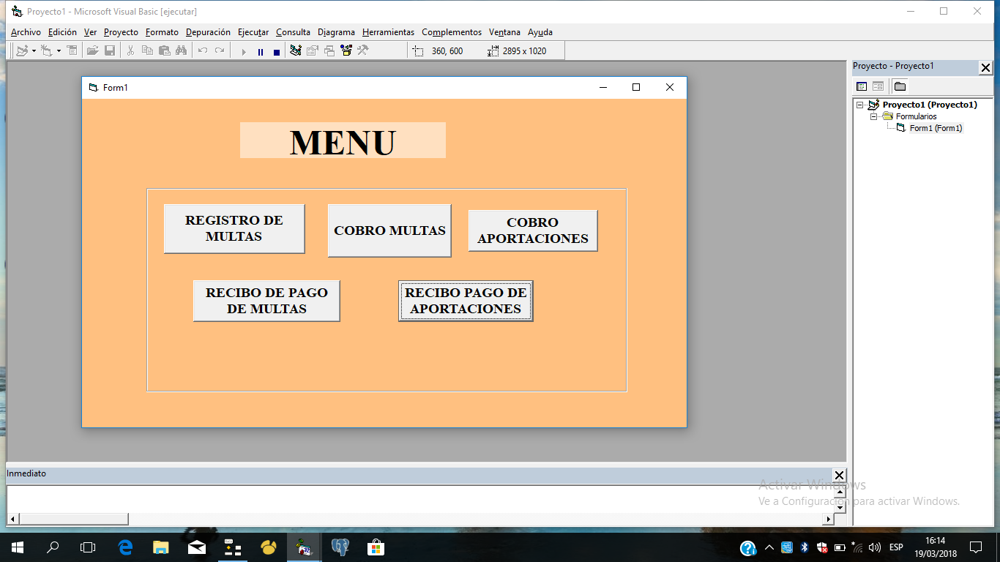 Proyecto1 - Microsoft Visual Basic [ejecutar]
Archivo Edición Ver Proyecto Formato Depuración Ejecutar Consulta Diagrama Herramientas Complementos Ventana Ayuda
360, 600 2895 x 1020
Proyecto - Proyecto1
Form1
Proyecto1 (Proyecto1)
Formularios
Form1 (Form1)
MENU
REGISTRO DE
MULTAS
COBRO MULTAS
COBRO
APORTACIONES
RECIBO DE PAGO
DE MULTAS
RECIBO PAGO DE
APORTACIONES
Inmediato
Activar Windows
Ve a Configuración para activar Windows.
ESP
16:14
19/03/2018